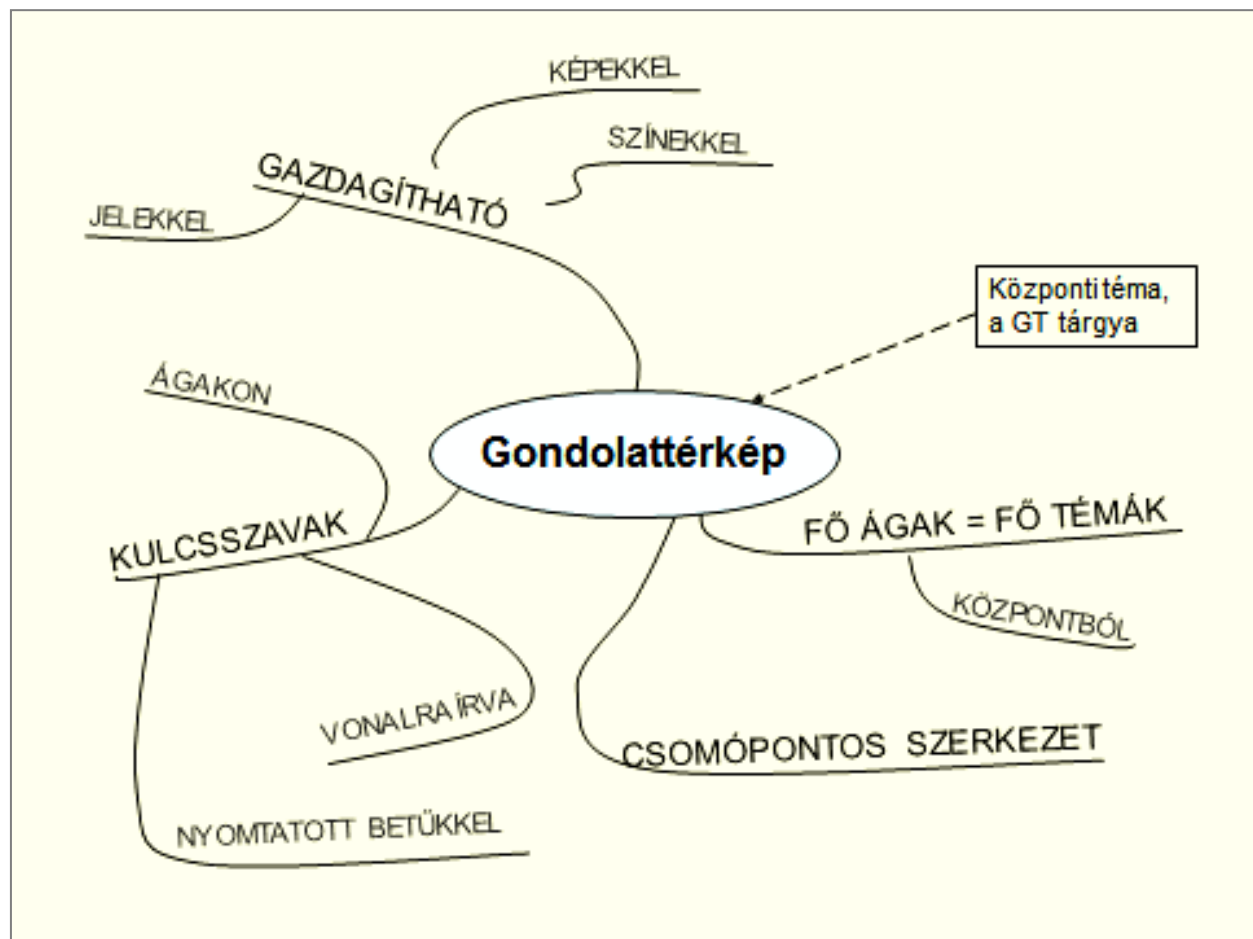 KÉPEKKEL
SZÍNEKKEL
GAZDAGÍTHATÓ
JELEKKEL
Központi téma,
a GT tárgya
ÁGAKON
Gondolattérkép
KULCSSZAVAK
FŐ ÁGAK = FŐ TÉMÁK
KÖZPONTBÓL
VONALRA ÍRVA
CSOMÓPONTOS SZERKEZET
NYOMTATOTT BETŰKKEL